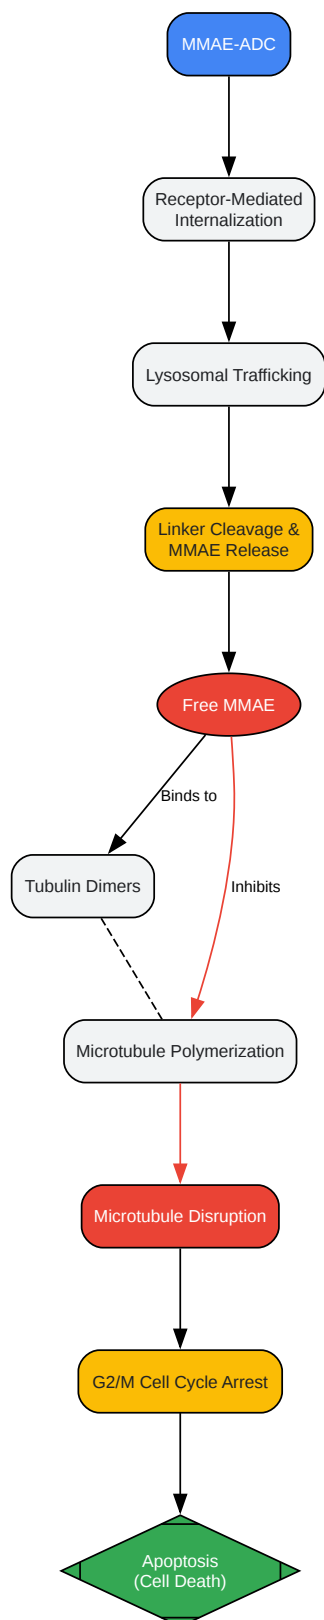 MMAE-ADC
Receptor-Mediated
Internalization
Lysosomal Trafficking
Linker Cleavage &
MMAE Release
Free MMAE
Binds to
Tubulin Dimers
Inhibits
Microtubule Polymerization
Microtubule Disruption
G2/M Cell Cycle Arrest
Apoptosis
(Cell Death)